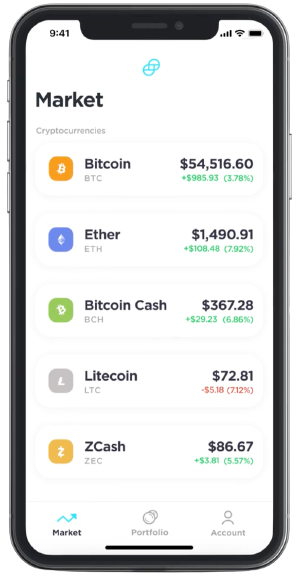 9:41
Market
Cryptocurrencies
Bitcoin $54,516.60
BTC +$985.93 (3.78%)
Ether $1,490.91
ETH +$108.48 (7.92%)
Bitcoin Cash $367.28
BCH +$29.23 (6.86%)
Litecoin $72.81
LTC -$5.18 (7.12%)
ZCash $86.67
ZEC +$3.81 (5.57%)
Market Portfolio Account